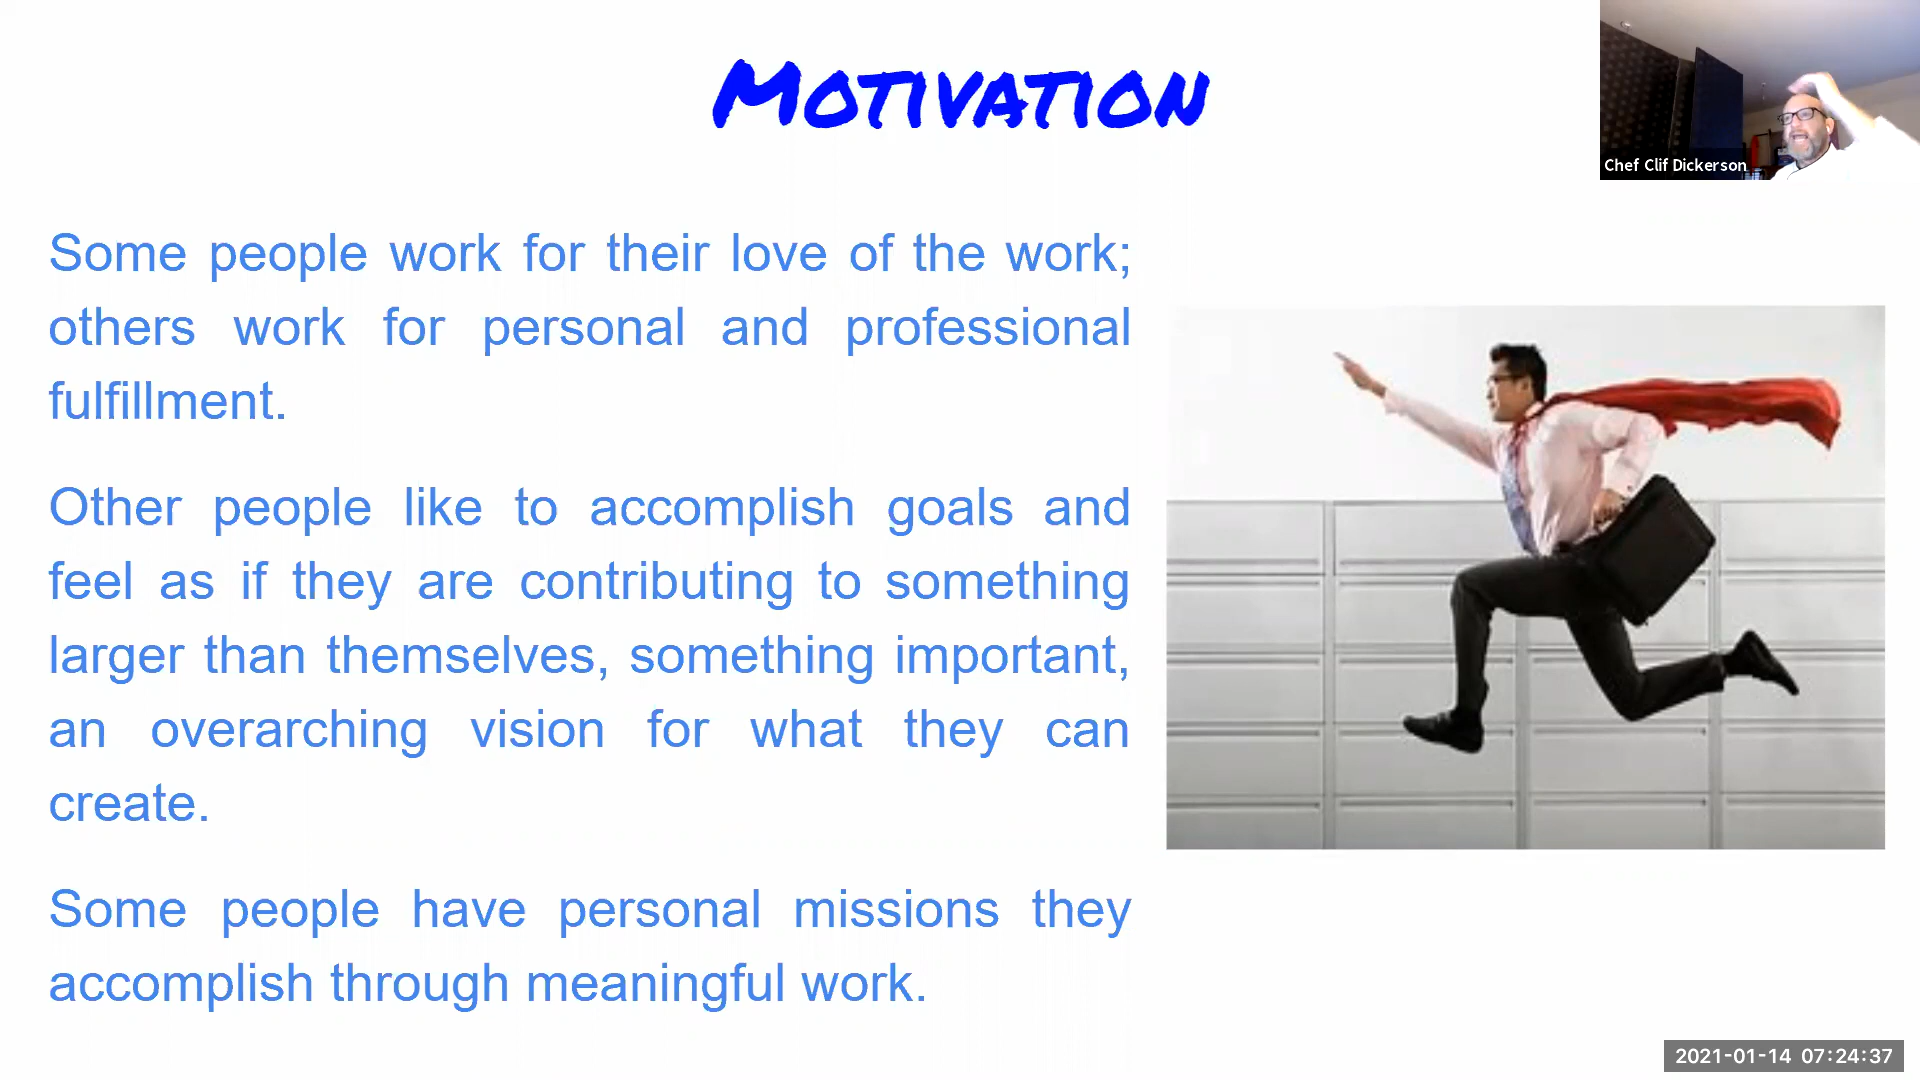 Motivation
Chef Clif Dickerson
Some people work for their love of the work;
others work for personal and professional
fulfillment.
Other people like to accomplish goals and
feel as if they are contributing to something
larger than themselves, something important,
an overarching vision for what they can
create.
Some people have personal missions they
accomplish through meaningful work.
2021-01-14 07:24:37